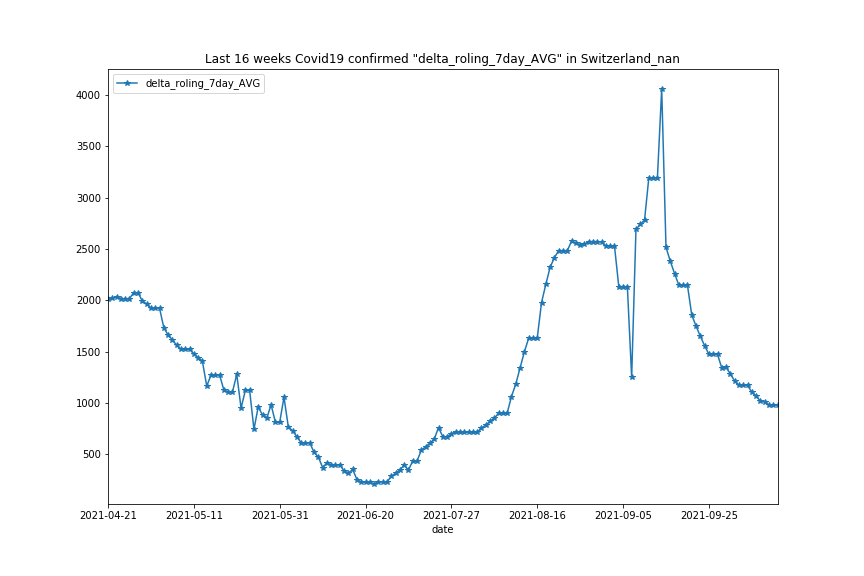 Last 16 weeks Covid19 confirmed "delta_roling_7day_AVG" in Switzerland_nan
delta_roling_7day_AVG
4000
3500
3000
2500
2000
1500
1000
500
2021-04-21 2021-05-11 2021-05-31 2021-06-20 2021-07-27 2021-08-16 2021-09-05 2021-09-25
date